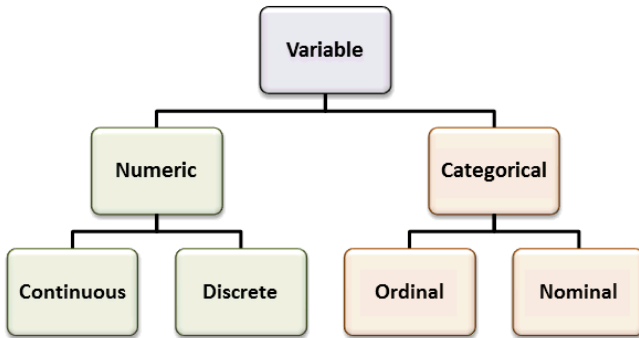 Variable
Numeric
Categorical
Continuous
Discrete
Ordinal
Nominal